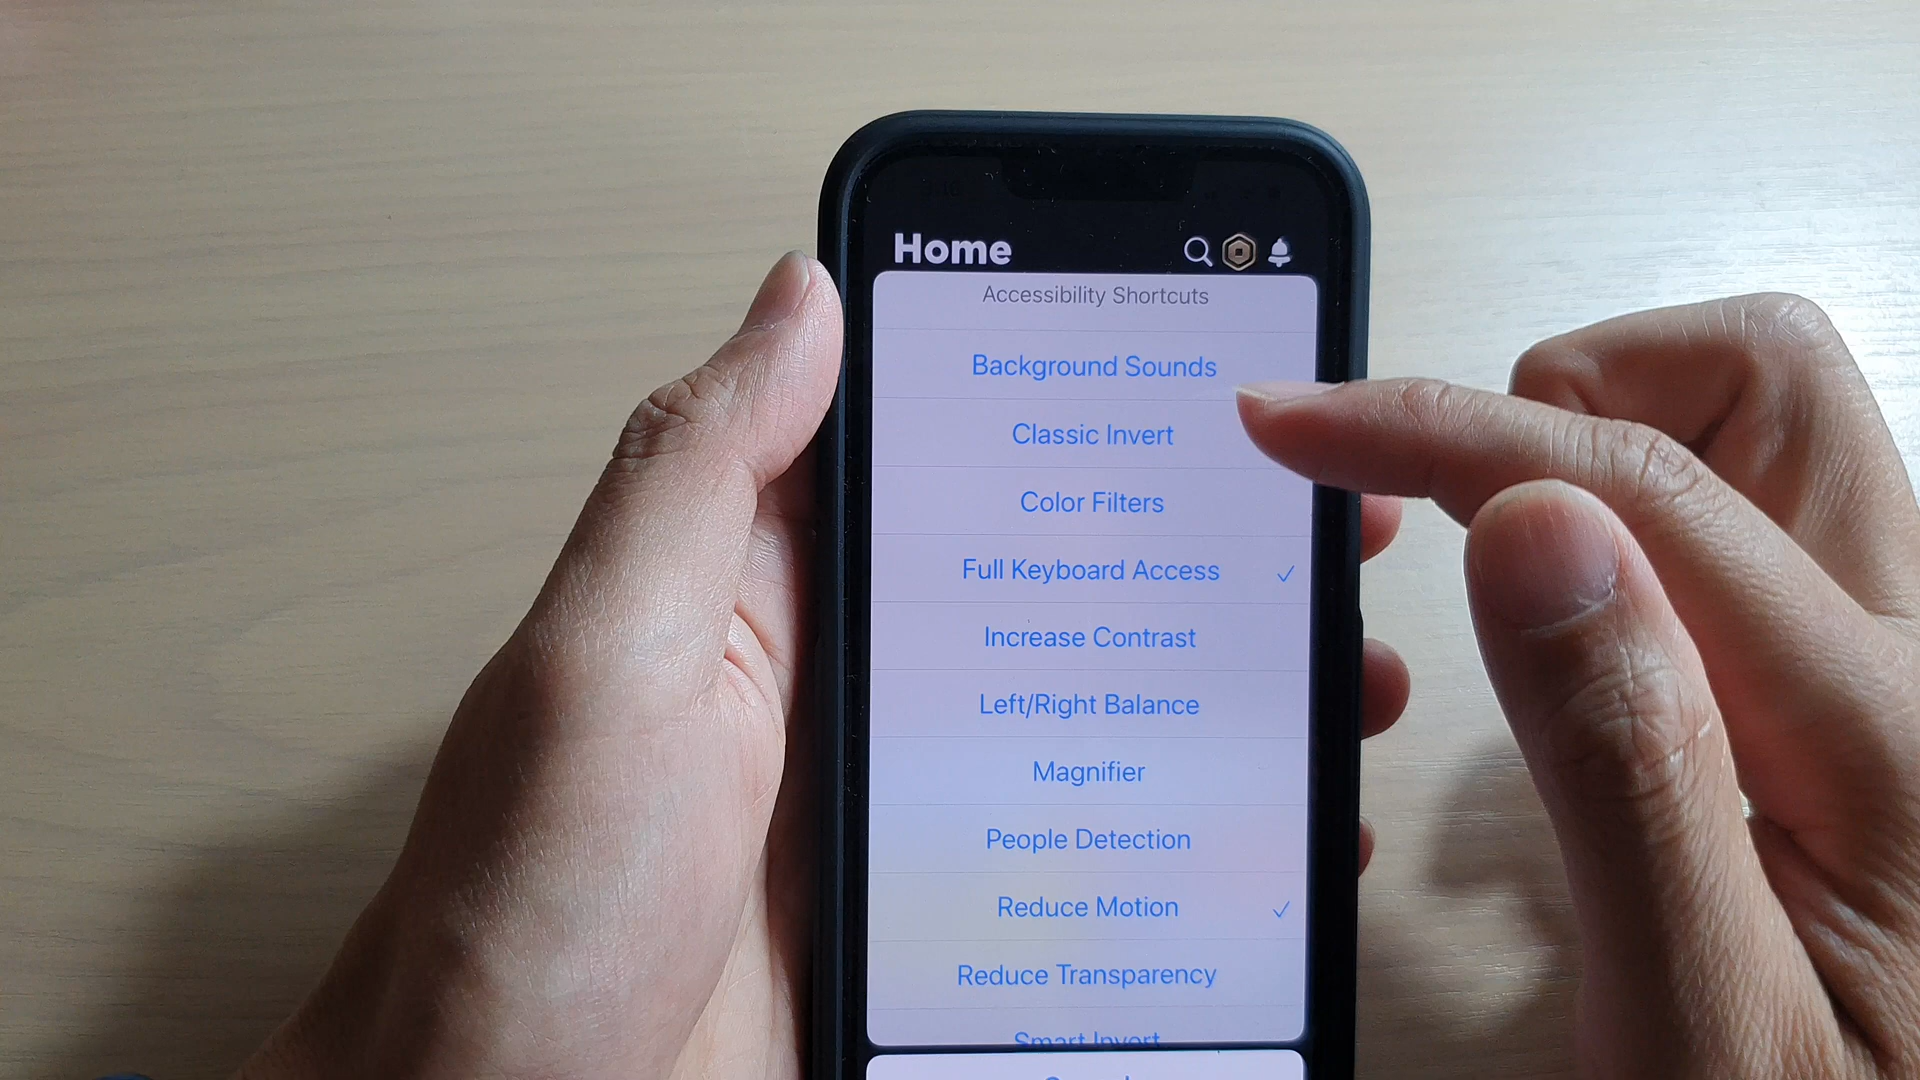 Home
Accessibility Shortcuts
Background Sounds
Classic Invert
Color Filters
Full Keyboard Access
Increase Contrast
Left/Right Balance
Magnifier
People Detection
Reduce Motion
Reduce Transparency
Smart Invert